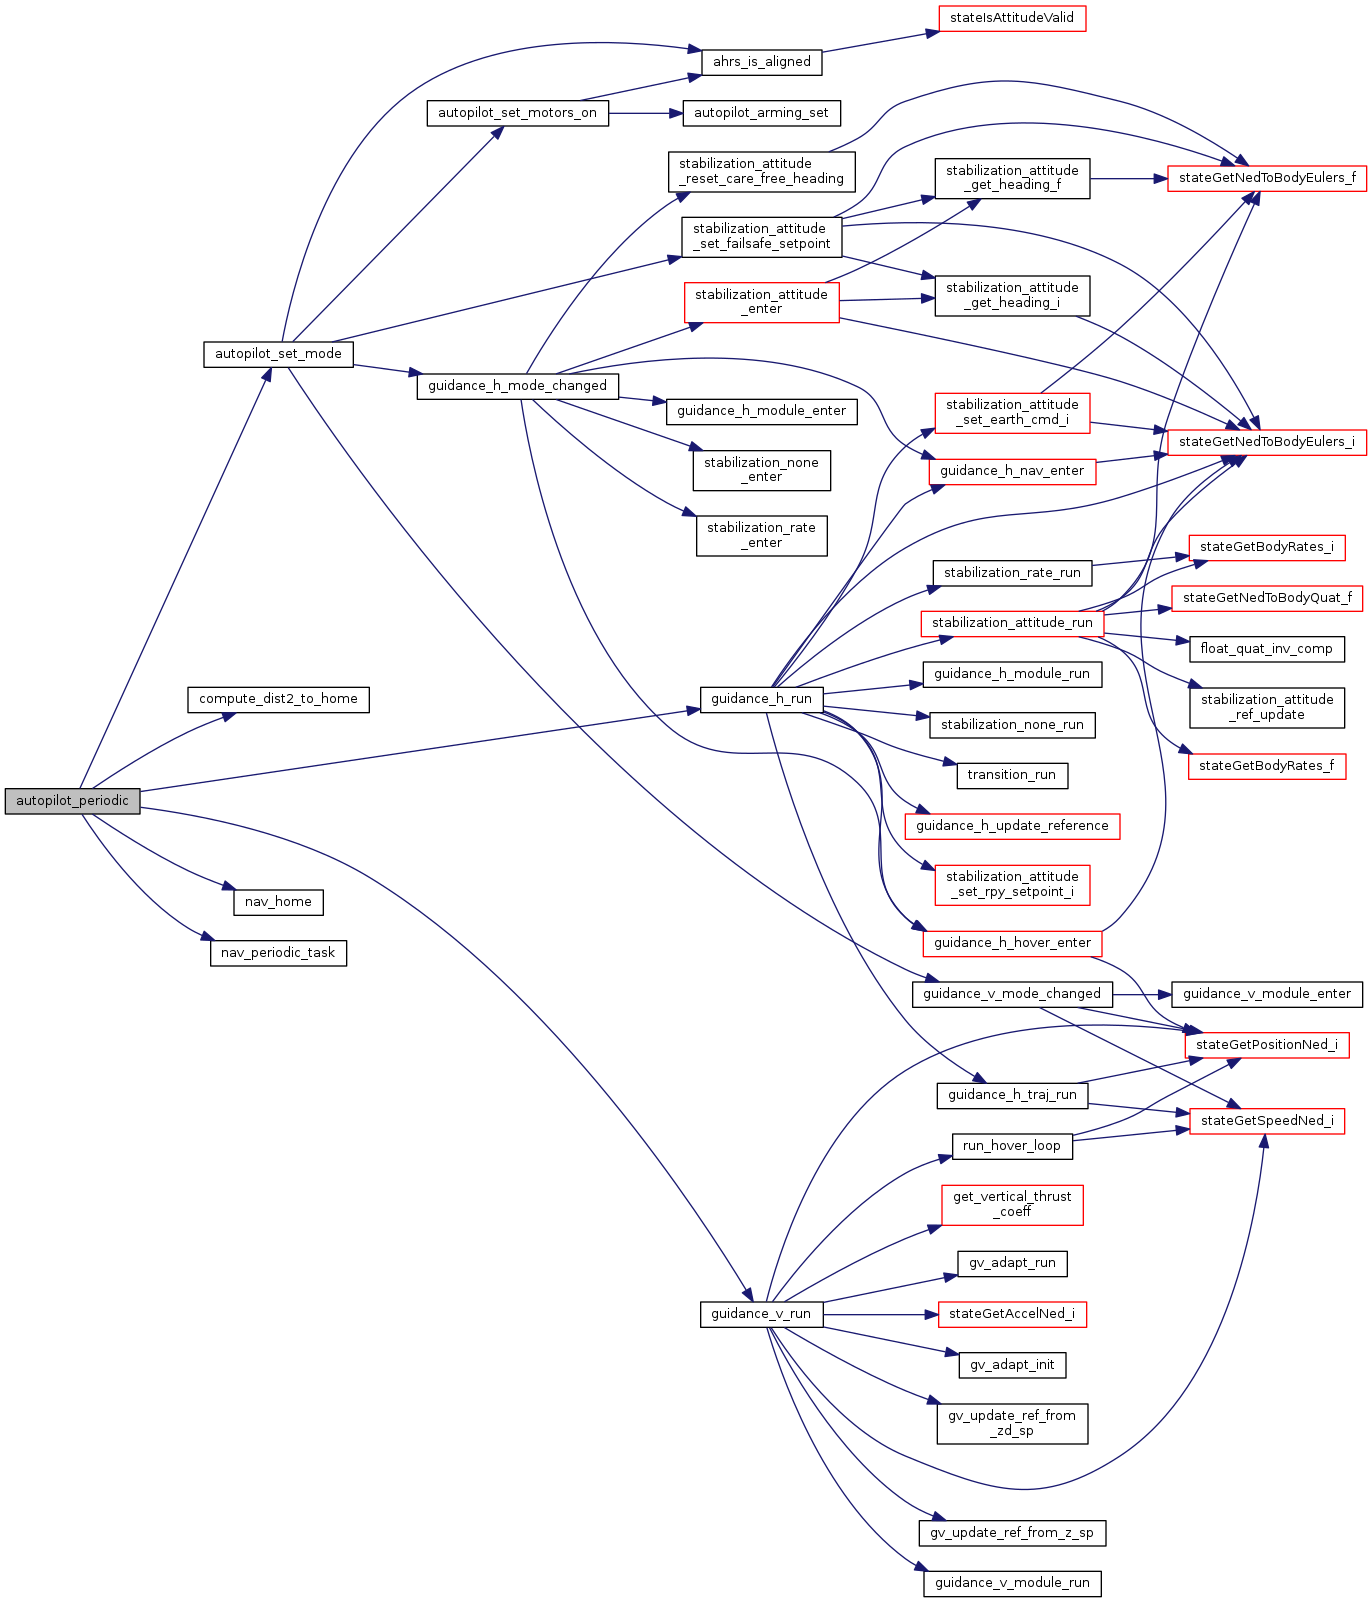 stateIsAttitudeValid
ahrs_is_aligned
autopilot_set_motors_on
autopilot_arming_set
stabilization_attitude
_reset_care_free_heading
stabilization_attitude
_get_heading_f
stateGetNedToBodyEulers_f
stabilization_attitude
_set_failsafe_setpoint
stabilization_attitude
_enter
stabilization_attitude
_get_heading_i
autopilot_set_mode
guidance_h_mode_changed
guidance_h_module_enter
stabilization_attitude
_set_earth_cmd_i
stateGetNedToBodyEulers_i
stabilization_none
_enter
guidance_h_nav_enter
stabilization_rate
_enter
stateGetBodyRates_i
stabilization_rate_run
stateGetNedToBodyQuat_f
stabilization_attitude_run
float_quat_inv_comp
guidance_h_module_run
compute_dist2_to_home
guidance_h_run
stabilization_attitude
_ref_update
stabilization_none_run
transition_run
stateGetBodyRates_f
autopilot_periodic
guidance_h_update_reference
stabilization_attitude
_set_rpy_setpoint_i
nav_home
guidance_h_hover_enter
nav_periodic_task
guidance_v_mode_changed
guidance_v_module_enter
stateGetPositionNed_i
guidance_h_traj_run
stateGetSpeedNed_i
run_hover_loop
get_vertical_thrust
_coeff
gv_adapt_run
guidance_v_run
stateGetAccelNed_i
gv_adapt_init
gv_update_ref_from
_zd_sp
gv_update_ref_from_z_sp
guidance_v_module_run